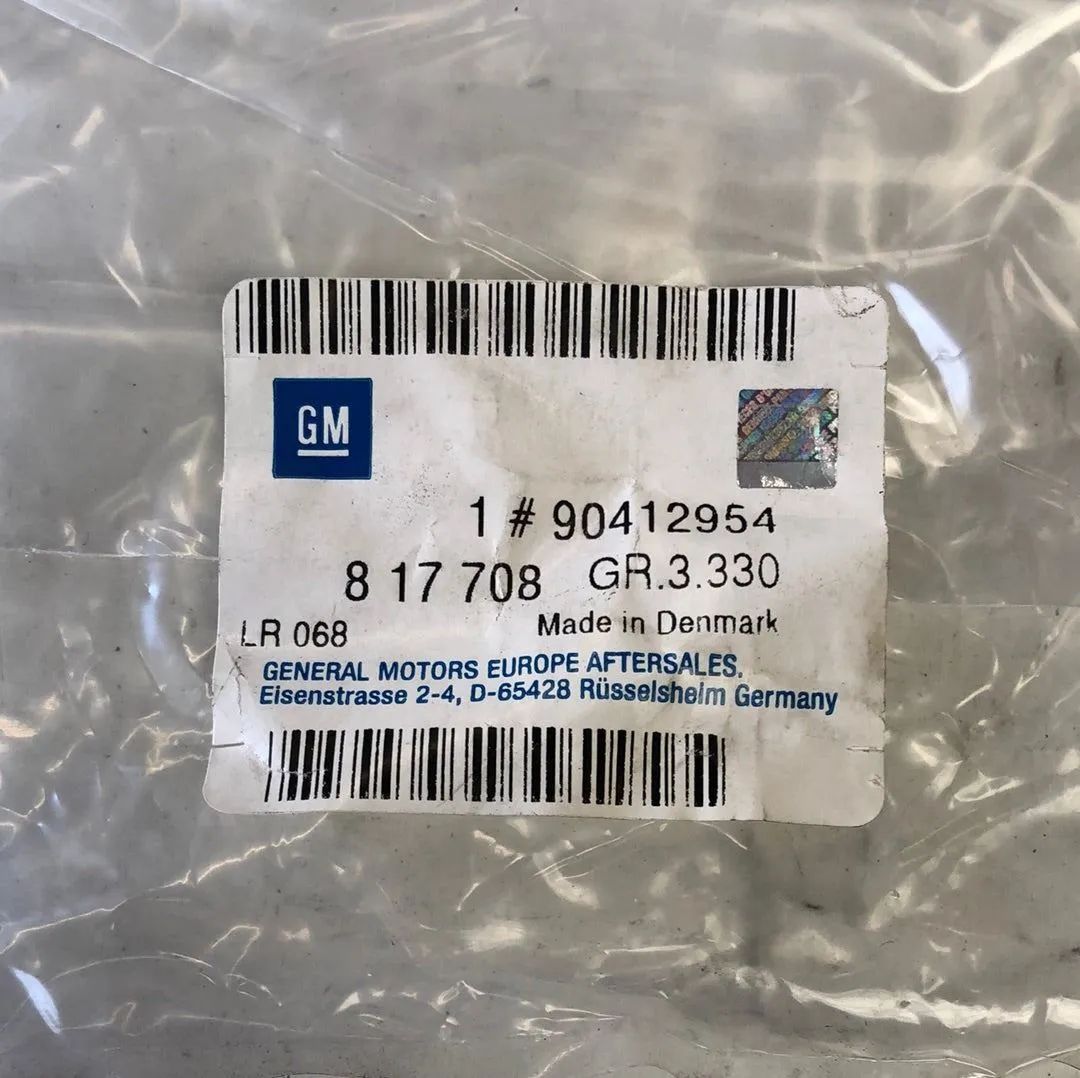 GM
1 # 90412954
8 17 708 GR.3.330
LR 068 Made in Denmark
GENERAL MOTORS EUROPE AFTERSALES.
Eisenstrasse 2-4, D-65428 Rüsselsheim Germany